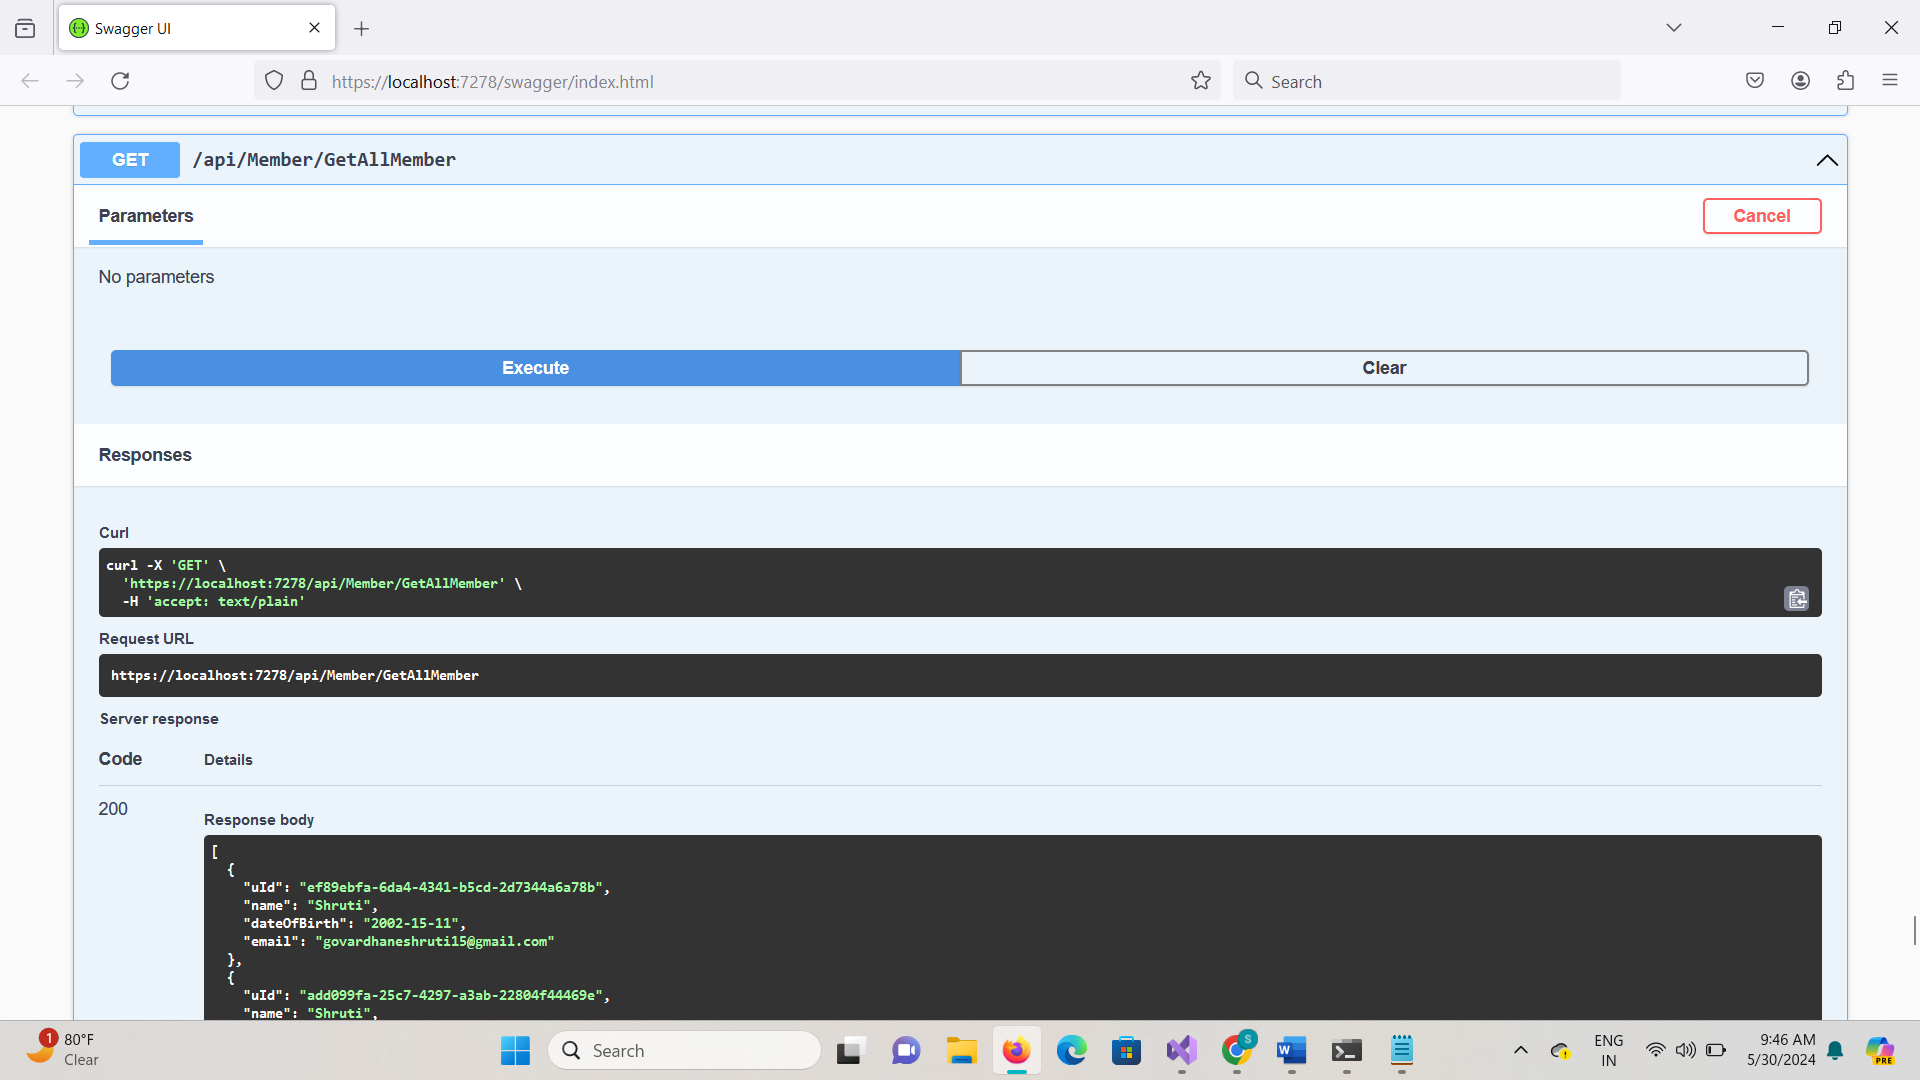 Swagger UI
https://localhost:7278/swagger/index.html
Search
GET /api/Member/GetAllMember
Parameters
Cancel
No parameters
Execute
Clear
Responses
Curl
curl -X 'GET' \
'https://localhost:7278/api/Member/GetAllMember' \
-H 'accept: text/plain'
Request URL
https://localhost:7278/api/Member/GetAllMember
Server response
Code Details
200
Response body
[
{
"uId": "ef89ebfa-6da4-4341-b5cd-2d7344a6a78b",
"name": "Shruti",
"dateOfBirth": "2002-15-11",
"email": "govardhaneshruti15@gmail.com"
},
{
"uId": "add099fa-25c7-4297-a3ab-22804f44469e",
"name": "Shruti",
1
80°F
Clear
Search
S
W
ENG
IN
9:46 AM
5/30/2024
PRE